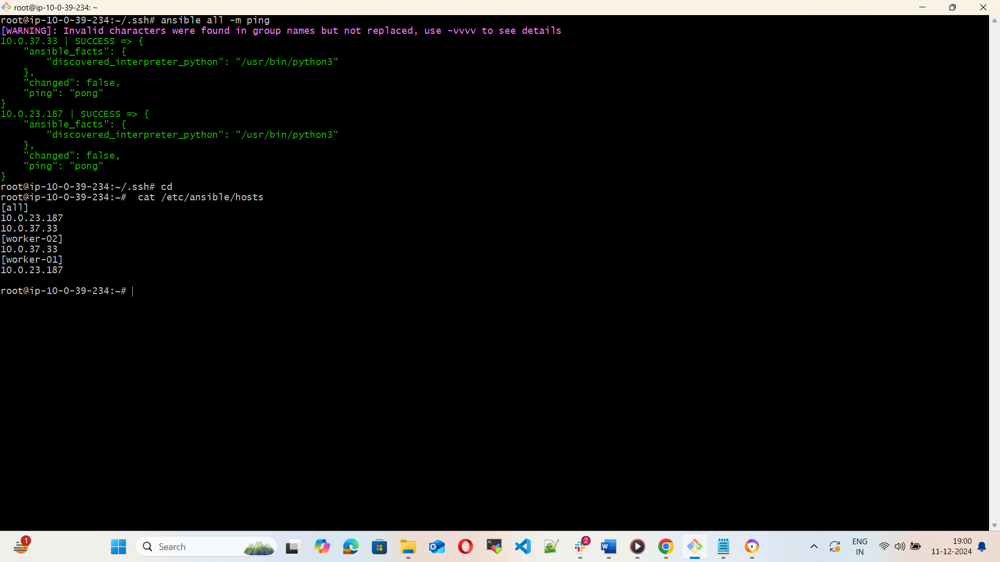 root@ip-10-0-39-234: ~
root@ip-10-0-39-234:~/.ssh# ansible all -m ping
[WARNING]: Invalid characters were found in group names but not replaced, use -vvvv to see details
10.0.37.33 | SUCCESS => {
    "ansible_facts": {
        "discovered_interpreter_python": "/usr/bin/python3"
    },
    "changed": false,
    "ping": "pong"
}
10.0.23.187 | SUCCESS => {
    "ansible_facts": {
        "discovered_interpreter_python": "/usr/bin/python3"
    },
    "changed": false,
    "ping": "pong"
}
root@ip-10-0-39-234:~/.ssh# cd
root@ip-10-0-39-234:~#  cat /etc/ansible/hosts
[all]
10.0.23.187
10.0.37.33
[worker-02]
10.0.37.33
[worker-01]
10.0.23.187
root@ip-10-0-39-234:~#
1
Search
2
ENG
IN
19:00
11-12-2024